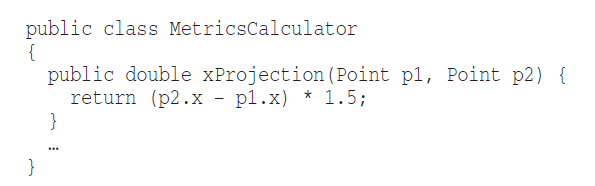 public class MetricsCalculator
{
public double xProjection(Point p1, Point p2) {
return (p2.x - p1.x) * 1.5;
}
…
}